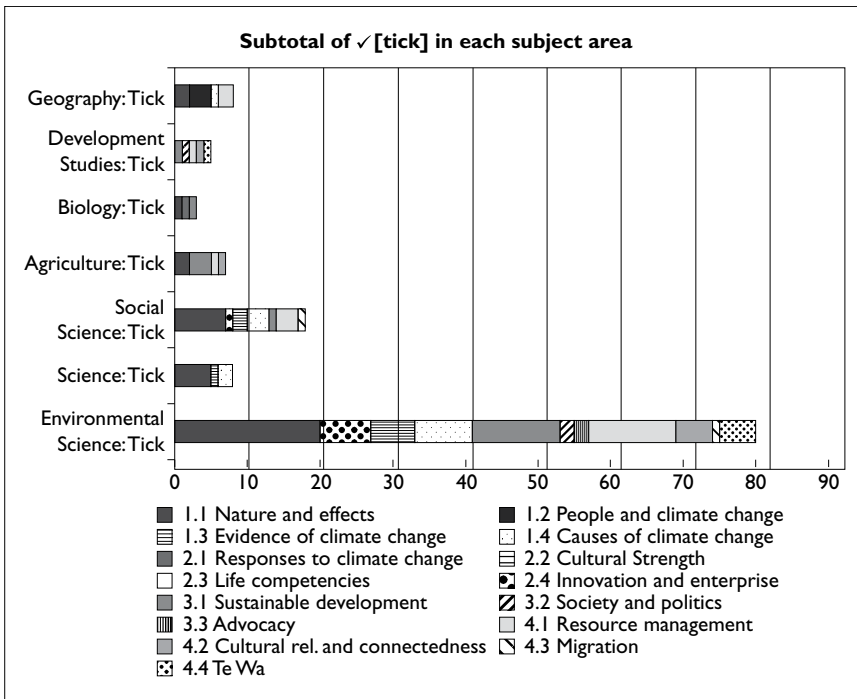 Subtotal of ✓[tick] in each subject area
Geography:Tick
Development
Studies:Tick
Biology:Tick
Agriculture:Tick
Social
Science:Tick
Science:Tick
Environmental
Science:Tick
0 10 20 30 40 50 60 70 80 90
1.1 Nature and effects 1.2 People and climate change
1.3 Evidence of climate change 1.4 Causes of climate change
2.1 Responses to climate change 2.2 Cultural Strength
2.3 Life competencies 2.4 Innovation and enterprise
3.1 Sustainable development 3.2 Society and politics
3.3 Advocacy 4.1 Resource management
4.2 Cultural rel. and connectedness 4.3 Migration
4.4 Te Wa